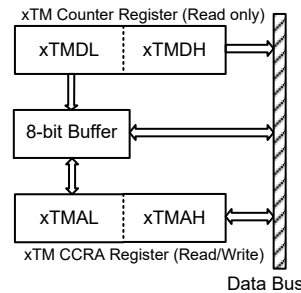 xTM Counter Register (Read only)
xTMDL xTMDH
8-bit Buffer
xTMAL xTMAH
xTM CCRA Register (Read/Write)
Data Bus